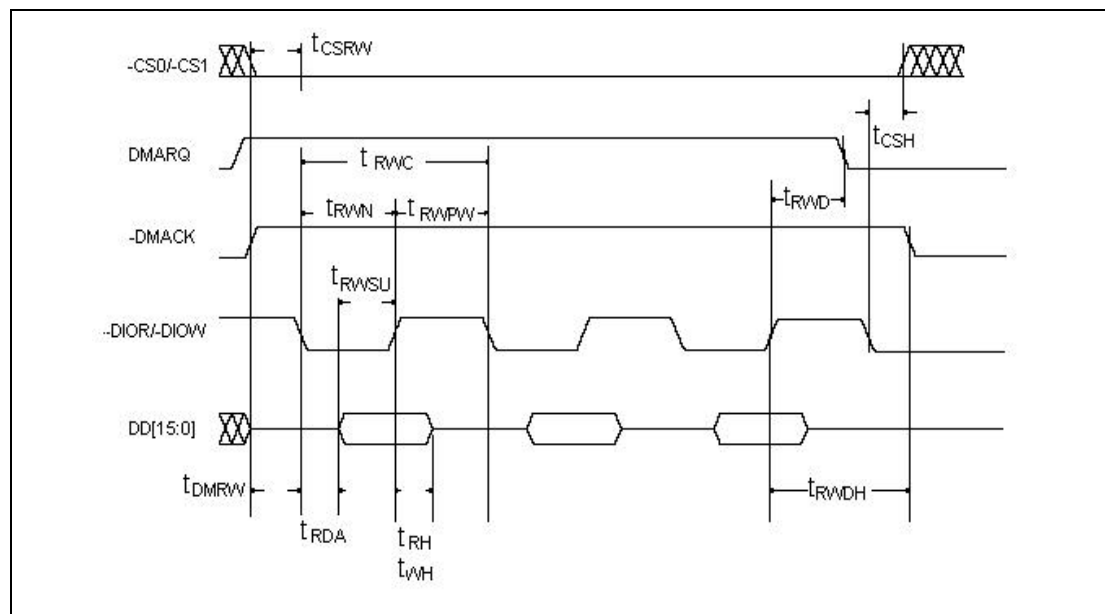 tCSRW
-CS0/-CS1
tCSH
DMARQ
tRWC
tRWD
tRWN
tRWPW
-DMACK
tRWSU
-DIOR/-DIOW
DD[15:0]
tDMRW
tRWDH
tRDA
tRH
tWH